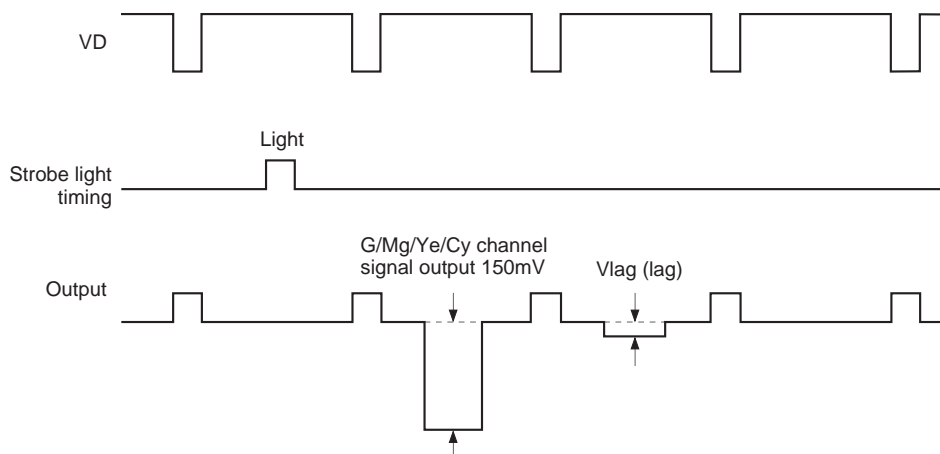 VD
Light
Strobe light
timing
G/Mg/Ye/Cy channel
signal output 150mV
Vlag (lag)
Output